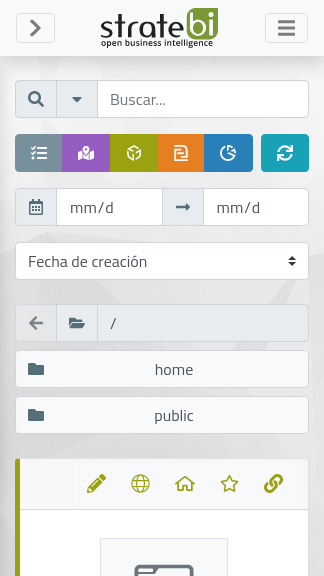 stratebi
open business intelligence
Buscar...
mm/d
mm/d
Fecha de creación
/
home
public